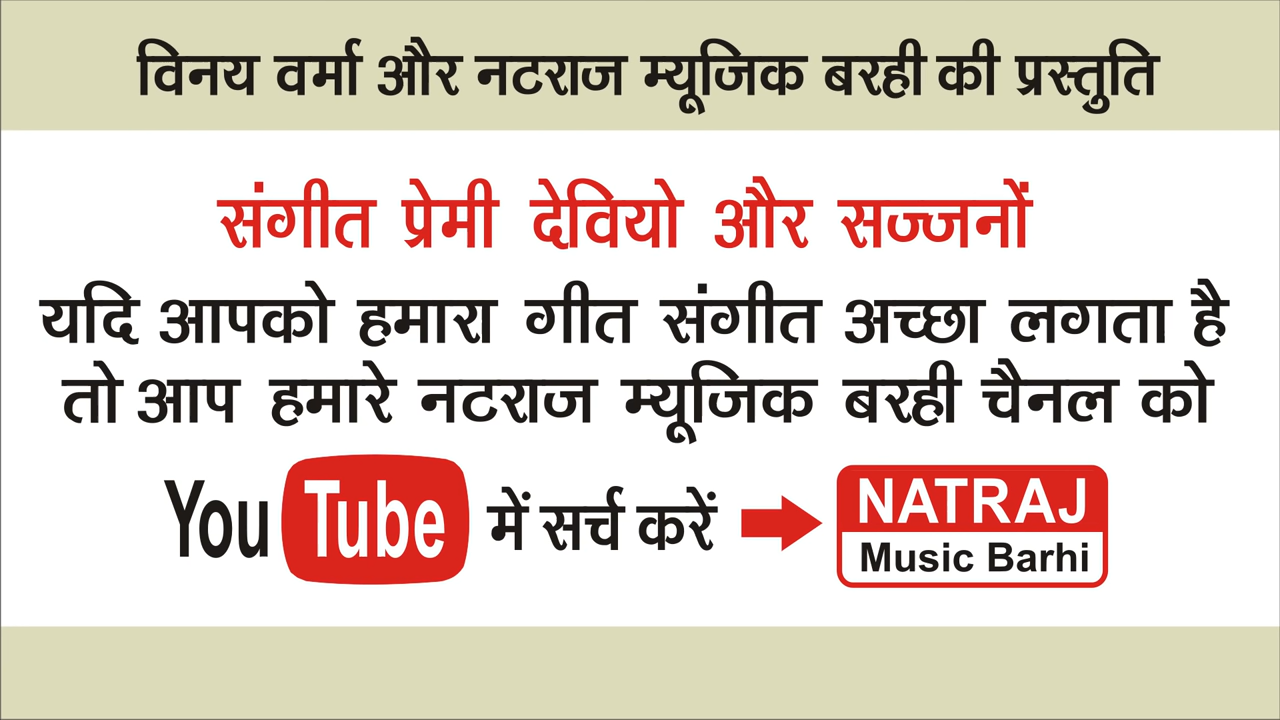 विनय वर्मा और नटराज म्यूजिक बरही की प्रस्तुति
संगीत प्रेमी देवियो और सज्जनों
यदि आपको हमारा गीत संगीत अच्छा लगता है
तो आप हमारे नटराज म्यूजिक बरही चैनल को
YouTube में सर्च करें NATRAJ
Music Barhi